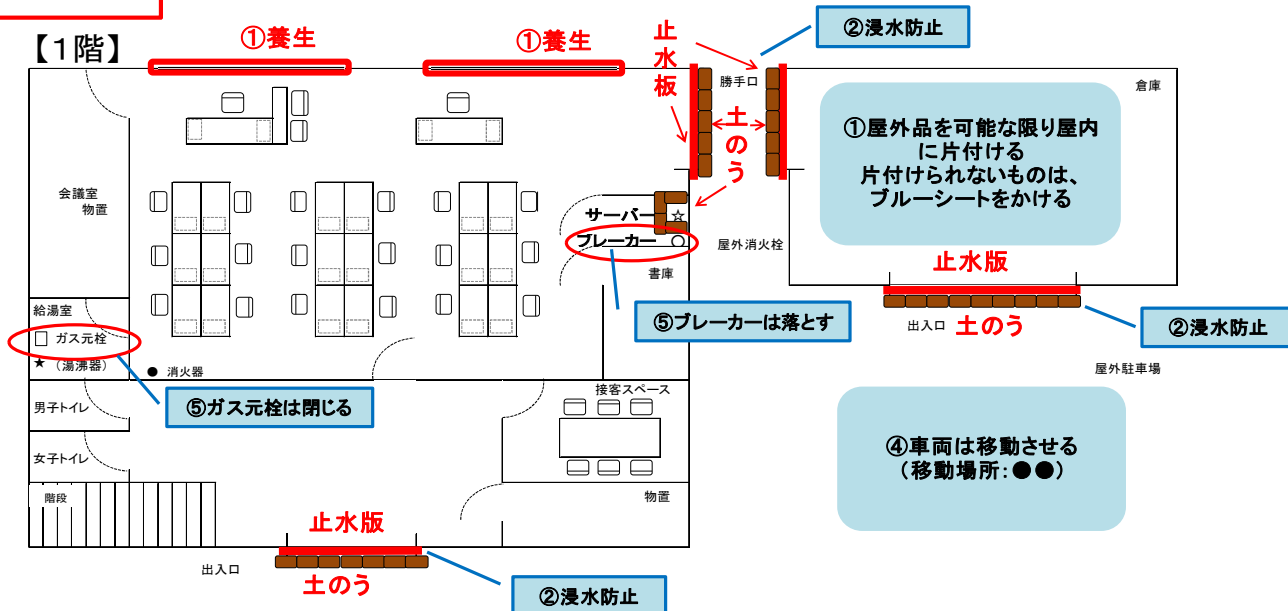 【1階】
①養生
①養生
止水板
②浸水防止
勝手口
倉庫
土のう
①屋外品を可能な限り屋内
に片付ける
片付けられないものは、
ブルーシートをかける
会議室
物置
サーバー ☆
ブレーカー ○
屋外消火栓
書庫
止水版
給湯室
□ ガス元栓
★ (湯沸器)
⑤ブレーカーは落とす
出入口
土のう
②浸水防止
● 消火器
屋外駐車場
男子トイレ
⑤ガス元栓は閉じる
接客スペース
④車両は移動させる
(移動場所:●●)
女子トイレ
階段
物置
止水版
出入口
土のう
②浸水防止